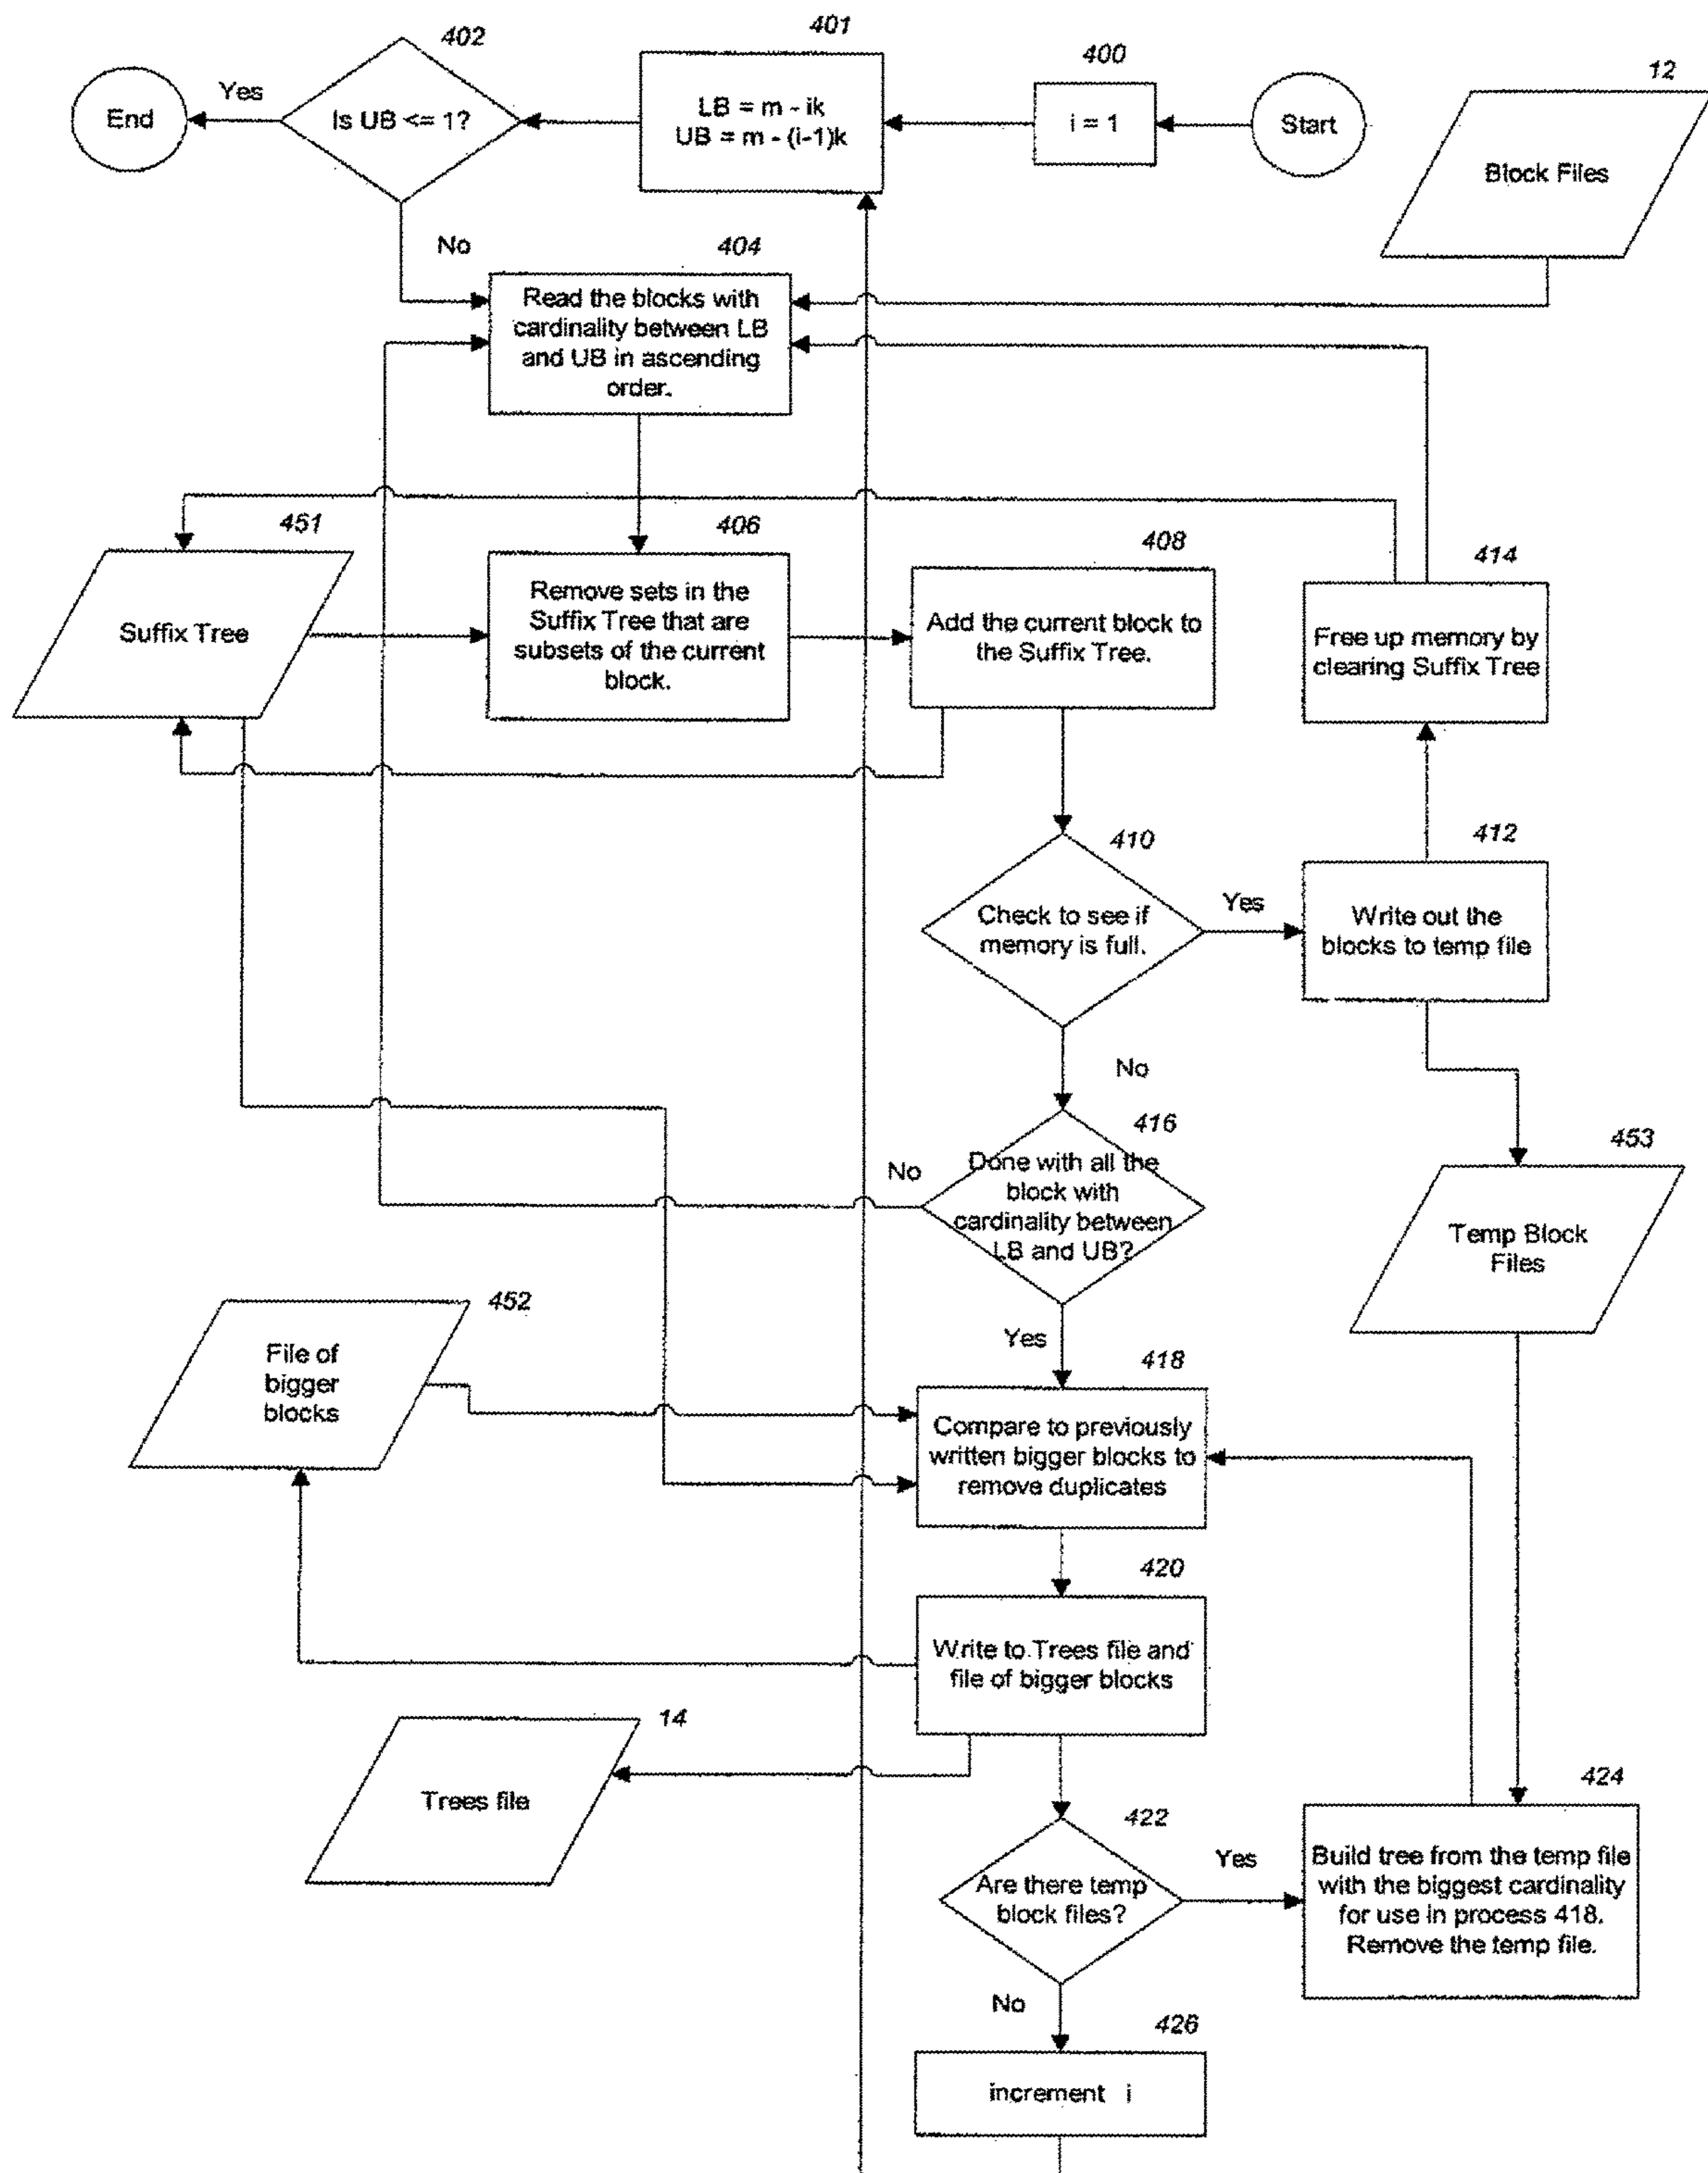 401
402
400
12
End
Yes
Is UB <= 1?
LB = m - ik
UB = m - (i-1)k
i = 1
Start
Block Files
No
404
Read the blocks with
cardinality between LB
and UB in ascending
order.
451
406
408
414
Suffix Tree
Remove sets in the
Suffix Tree that are
subsets of the current
block.
Add the current block to
the Suffix Tree.
Free up memory by
clearing Suffix Tree
410
412
Check to see if
memory is full.
Yes
Write out the
blocks to temp file
No
416
453
No
Done with all the
block with
cardinality between
LB and UB?
Temp Block
Files
452
File of
bigger
blocks
Yes
418
Compare to previously
written bigger blocks to
remove duplicates
420
Write to Trees file and
file of bigger blocks
14
Trees file
422
424
Are there temp
block files?
Yes
Build tree from the temp file
with the biggest cardinality
for use in process 418.
Remove the temp file.
No
426
increment i